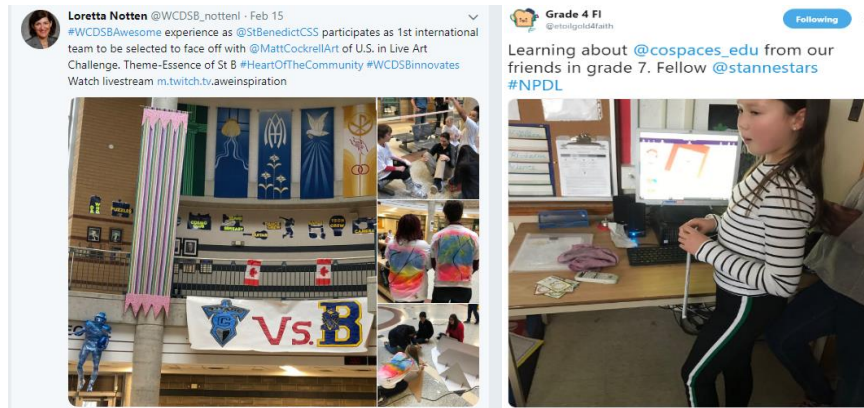 Loretta Notten @WCDSB_nottenl · Feb 15
#WCDSBAwesome experience as @StBenedictCSS participates as 1st international
team to be selected to face off with @MattCockrellArt of U.S. in Live Art
Challenge. Theme-Essence of St B #HeartOfTheCommunity #WCDSBinnovates
Watch livestream m.twitch.tv.aweinspiration
Vs. B
Grade 4 FI
@etoilgold4faith
Following
Learning about @cospaces_edu from our
friends in grade 7. Fellow @stannestars
#NPDL